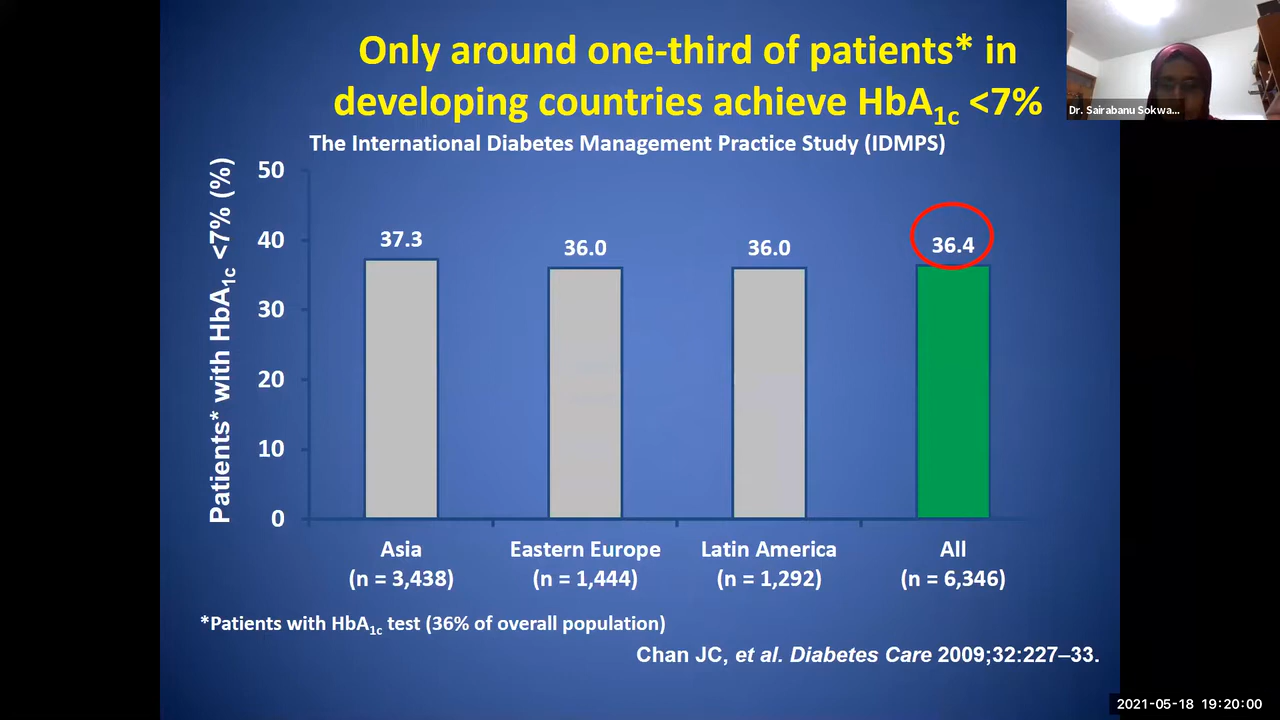 Only around one-third of patients* in
developing countries achieve HbA1c <7%
Dr. Sairabanu Sokwa...
The International Diabetes Management Practice Study (IDMPS)
Patients* with HbA1c <7% (%)
50
40
30
20
10
0
37.3
36.0
36.0
36.4
Asia
(n = 3,438)
Eastern Europe
(n = 1,444)
Latin America
(n = 1,292)
All
(n = 6,346)
*Patients with HbA1c test (36% of overall population)
Chan JC, et al. Diabetes Care 2009;32:227–33.
2021-05-18 19:20:00